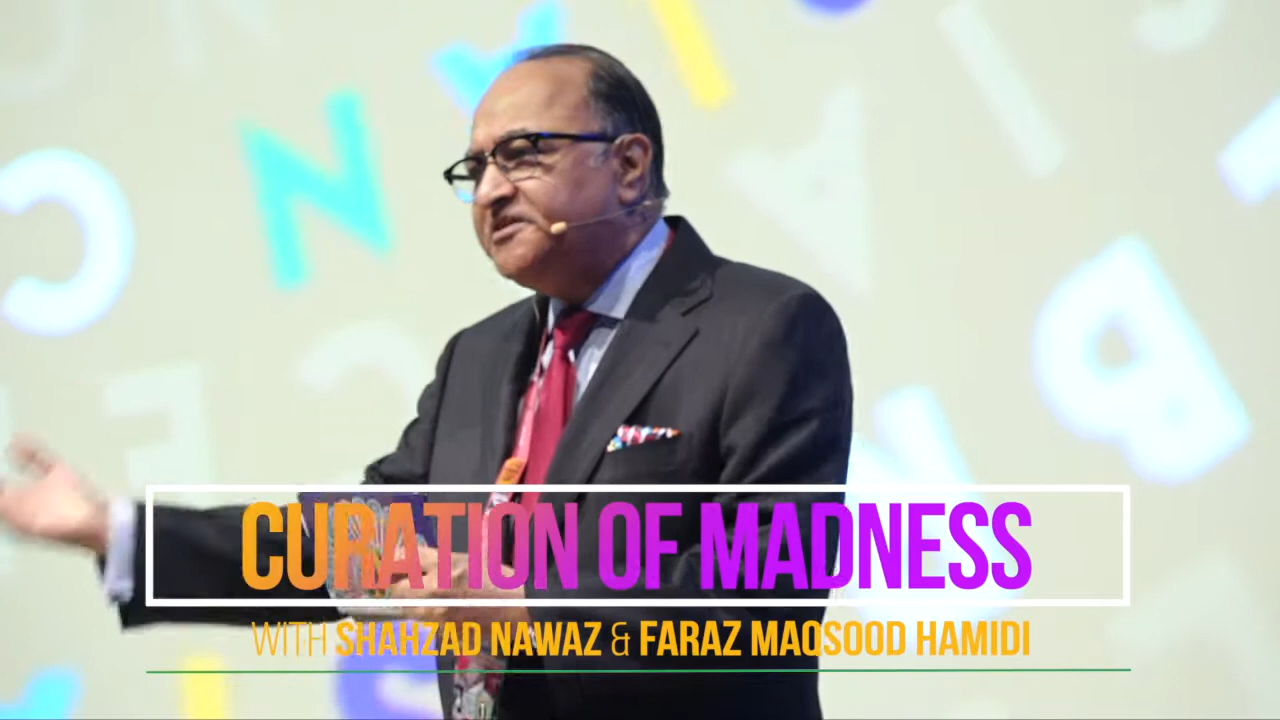 CURATION OF MADNESS
WITH SHAHZAD NAWAZ & FARAZ MAQSOOD HAMIDI